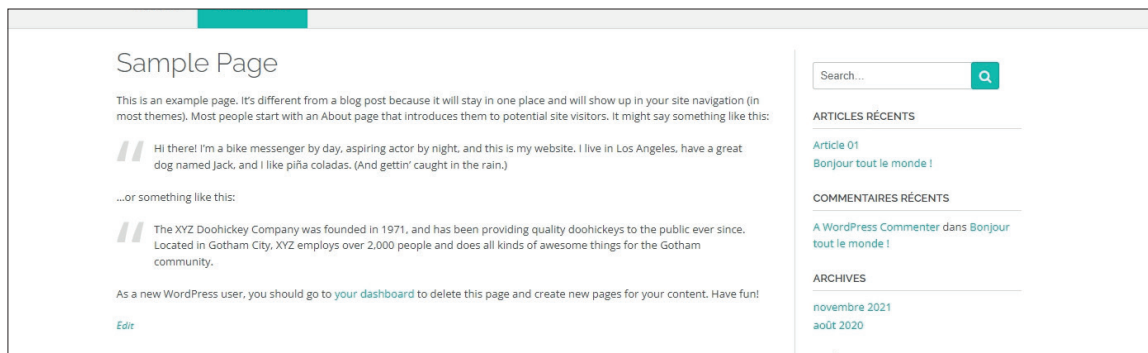 Sample Page
This is an example page. It's different from a blog post because it will stay in one place and will show up in your site navigation (in
most themes). Most people start with an About page that introduces them to potential site visitors. It might say something like this:
Hi there! I'm a bike messenger by day, aspiring actor by night, and this is my website. I live in Los Angeles, have a great
dog named Jack, and I like piña coladas. (And gettin' caught in the rain.)
...or something like this:
The XYZ Doohickey Company was founded in 1971, and has been providing quality doohickeys to the public ever since.
Located in Gotham City, XYZ employs over 2,000 people and does all kinds of awesome things for the Gotham
community.
As a new WordPress user, you should go to your dashboard to delete this page and create new pages for your content. Have fun!
Edit
Search...
ARTICLES RÉCENTS
Article 01
Bonjour tout le monde !
COMMENTAIRES RÉCENTS
A WordPress Commenter dans Bonjour
tout le monde !
ARCHIVES
novembre 2021
août 2020